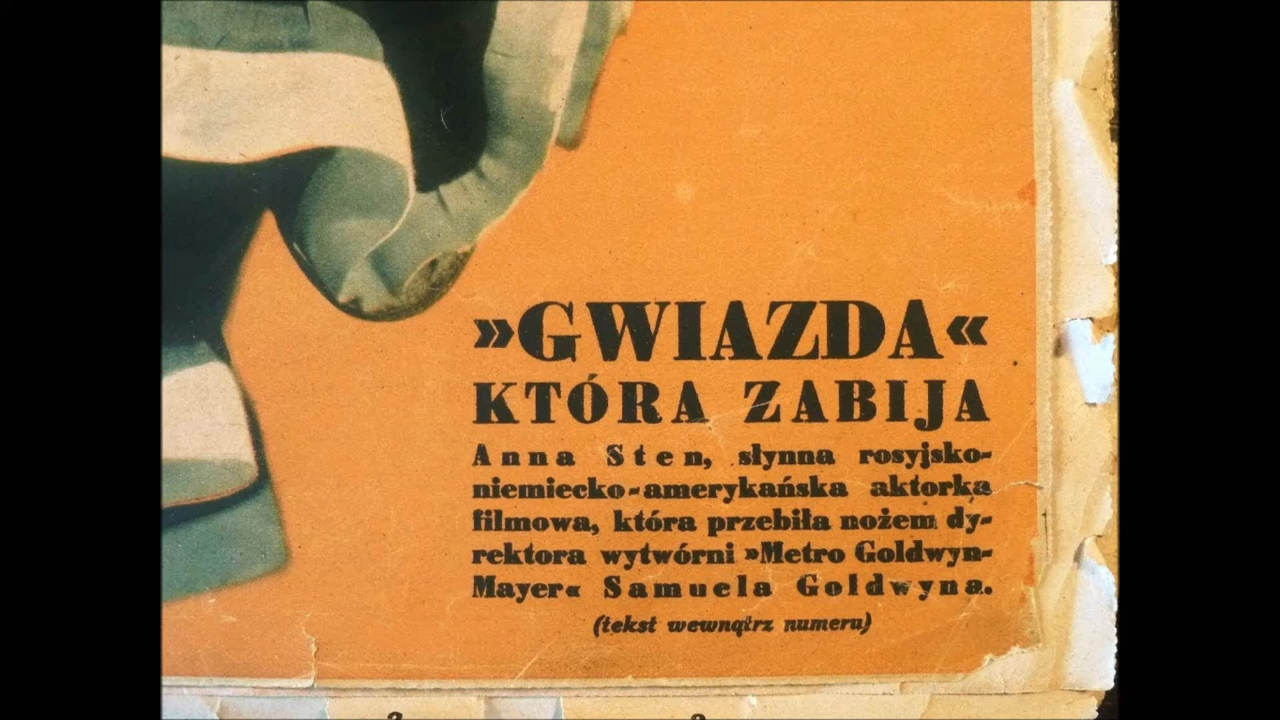 »GWIAZDA«
KTÓRA ZABIJA
Anna Sten, słynna rosyjsko-
niemiecko-amerykańska aktorka
filmowa, która przebiła nożem dy-
rektora wytwórni »Metro Goldwyn-
Mayer« Samuela Goldwyna.
(tekst wewnątrz numeru)